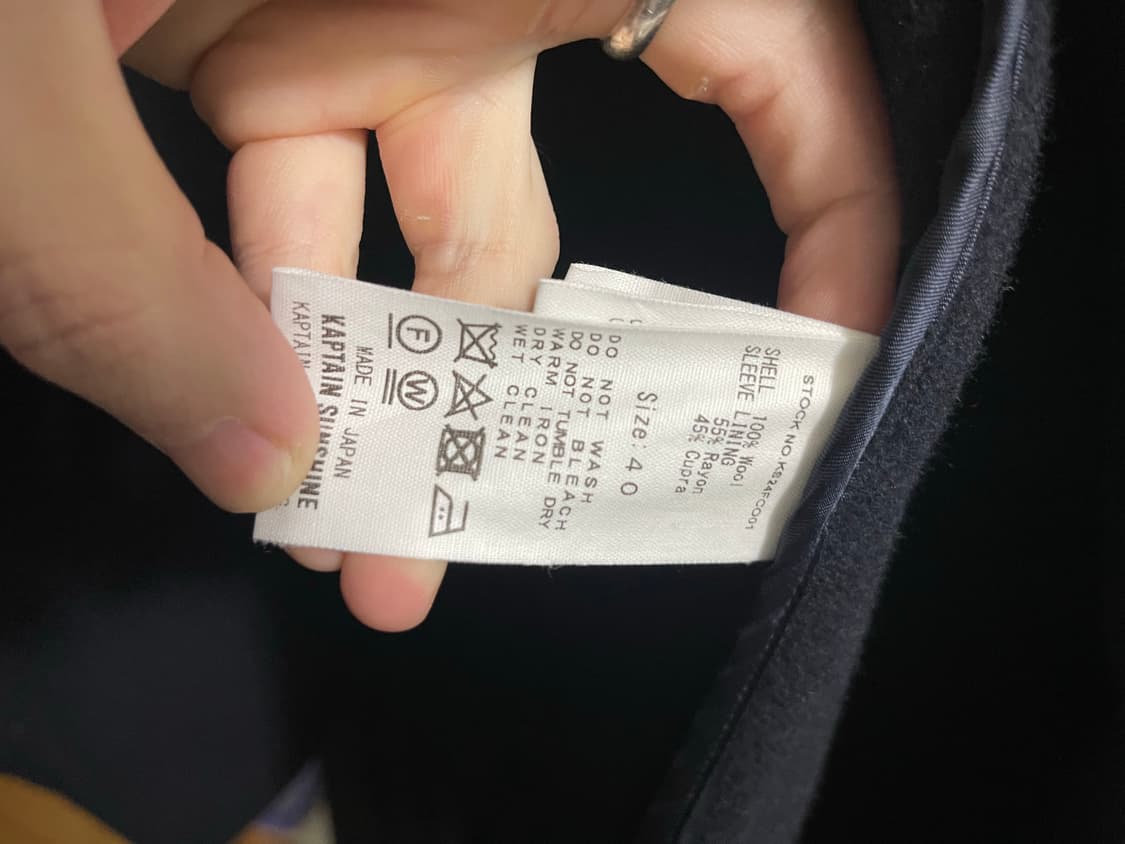 STOCK NO.KS24FCO01
SHELL 100% Wool
SLEEVE LINING
55% Rayon
45% Cupra
Size: 40
DO NOT WASH
DO NOT BLEACH
DO NOT TUMBLE DRY
WARM IRON
DRY CLEAN
WET CLEAN
F W
MADE IN JAPAN
KAPTAIN SUNSHINE
KAPTAIN